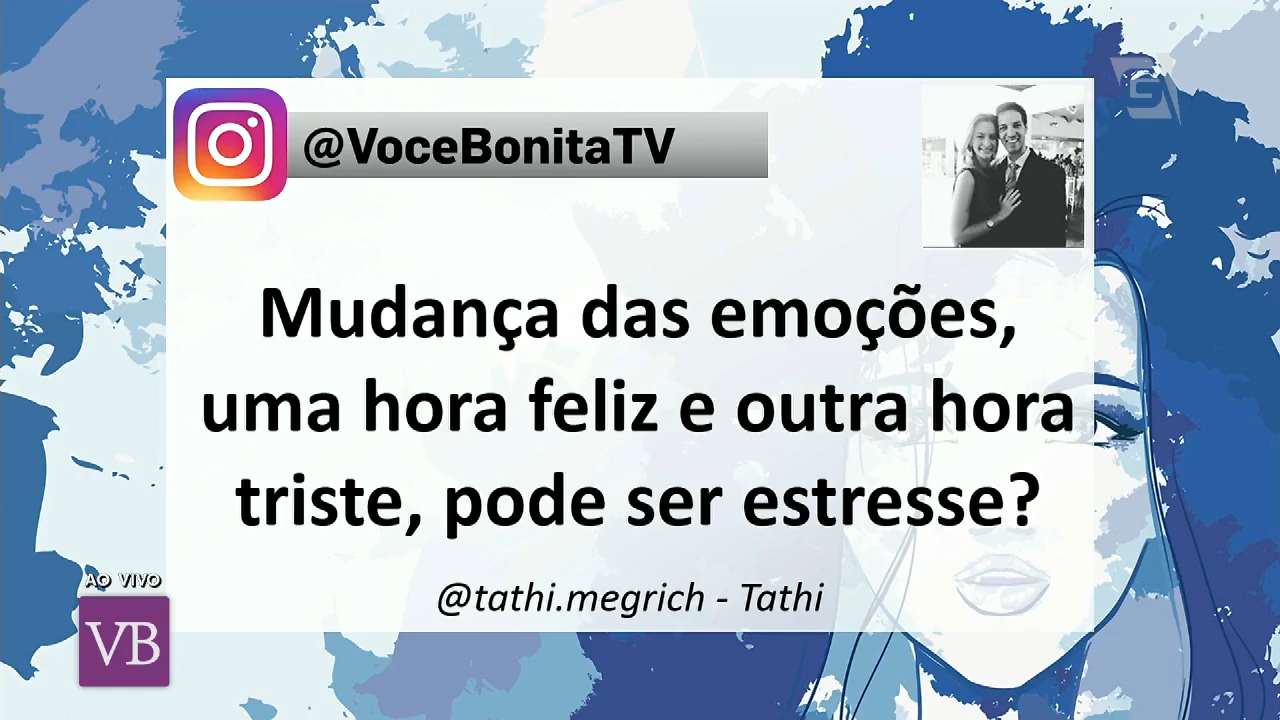 @VoceBonitaTV
G
Mudança das emoções,
uma hora feliz e outra hora
triste, pode ser estresse?
@tathi.megrich - Tathi
AO VIVO
VB